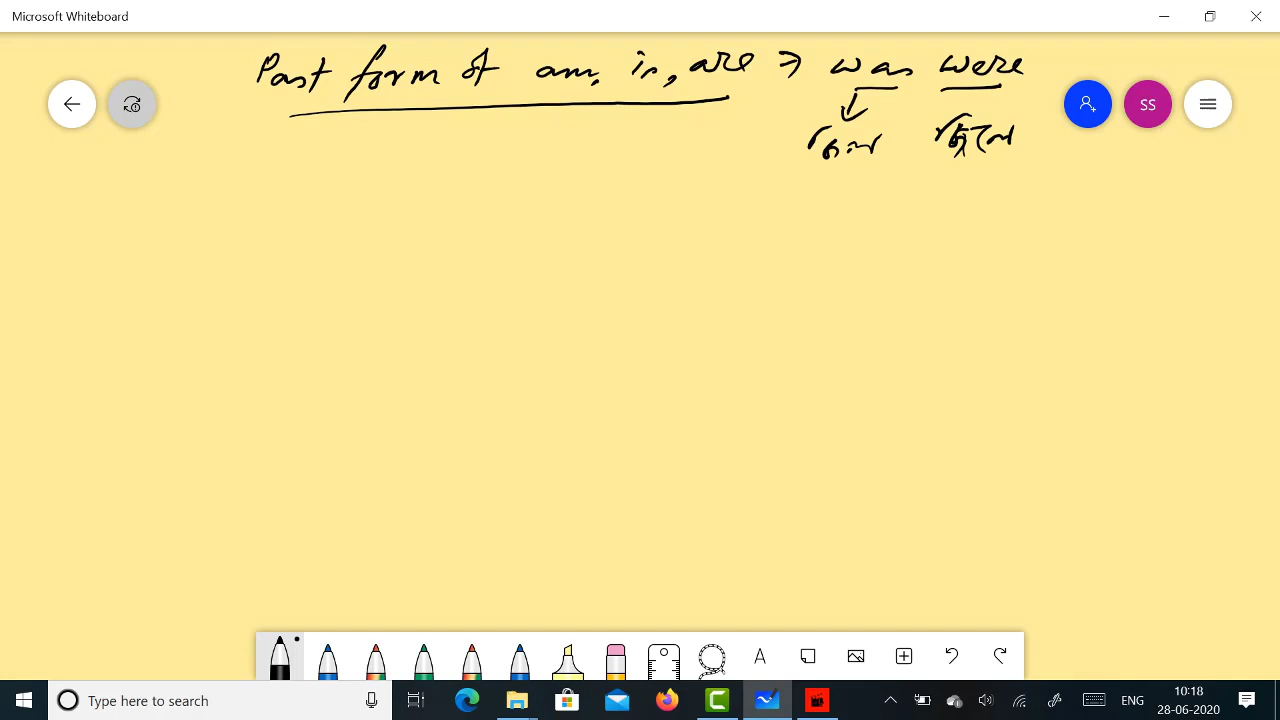 Microsoft Whiteboard
Past form of am, is, are ⇒ was were
SS
A
Type here to search
ENG
10:18
28-06-2020